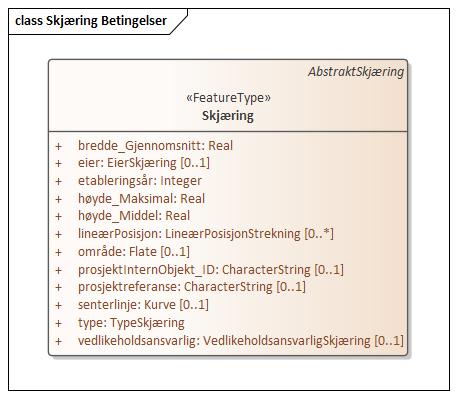 class Skjæring Betingelser
AbstraktSkjæring
«FeatureType»
Skjæring
+ bredde_Gjennomsnitt: Real
+ eier: EierSkjæring [0..1]
+ etableringsår: Integer
+ høyde_Maksimal: Real
+ høyde_Middel: Real
+ lineærPosisjon: LineærPosisjonStrekning [0..*]
+ område: Flate [0..1]
+ prosjektInternObjekt_ID: CharacterString [0..1]
+ prosjektreferanse: CharacterString [0..1]
+ senterlinje: Kurve [0..1]
+ type: TypeSkjæring
+ vedlikeholdsansvarlig: VedlikeholdsansvarligSkjæring [0..1]